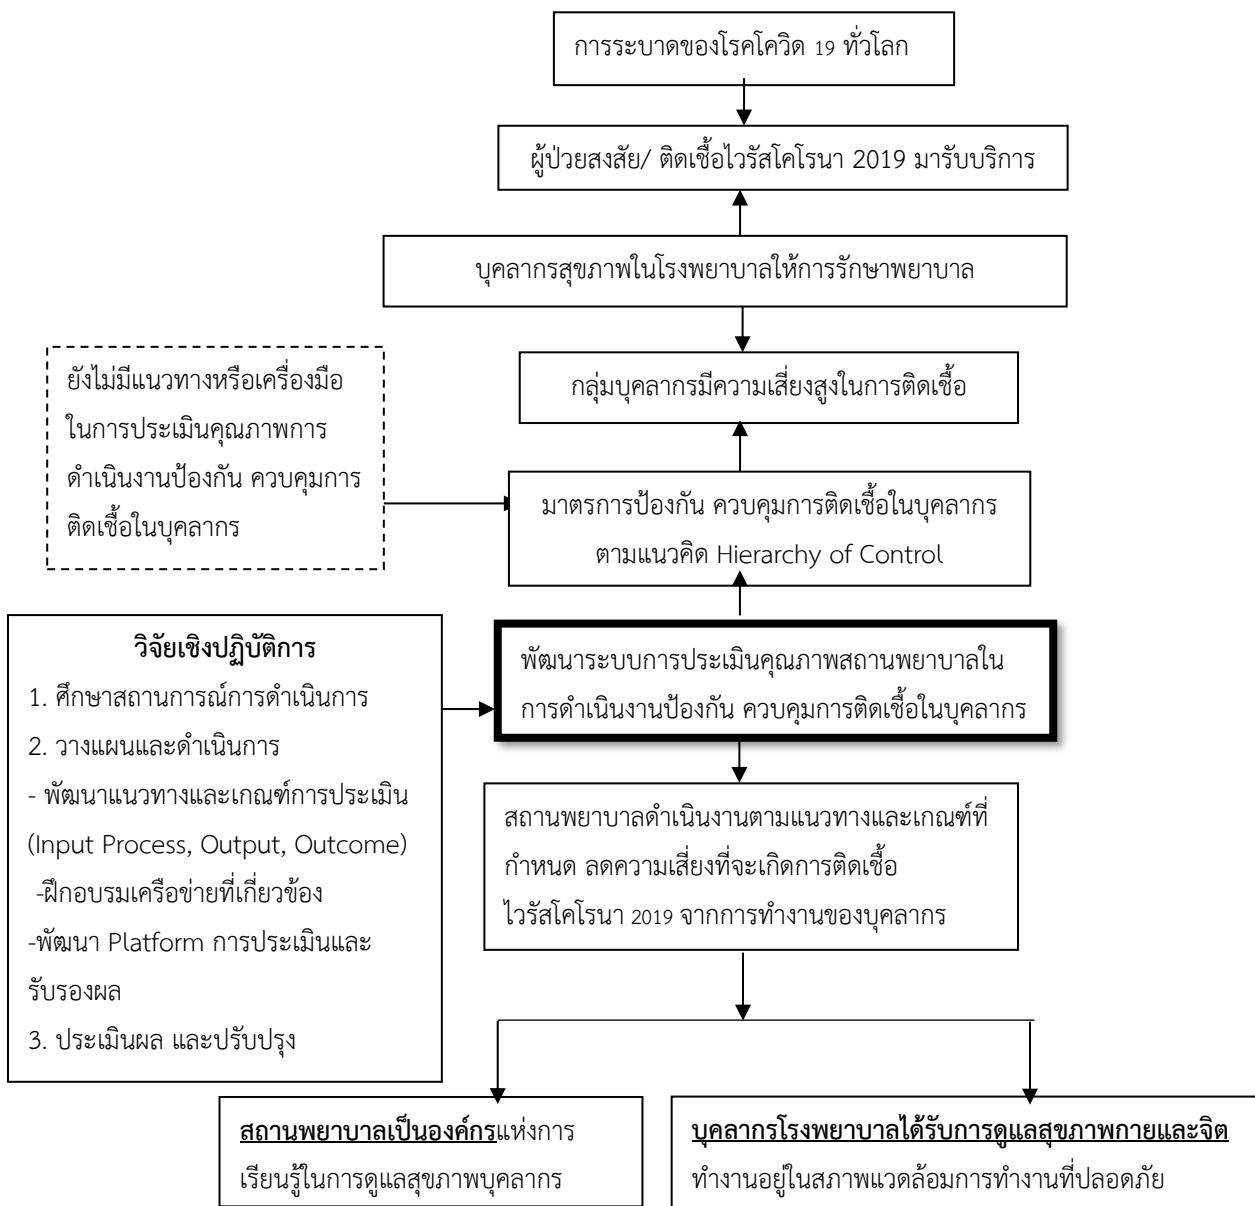 การระบาดของโรคโควิด 19 ทั่วโลก
ผู้ป่วยสงสัย/ ติดเชื้อไวรัสโคโรนา 2019 มารับบริการ
บุคลากรสุขภาพในโรงพยาบาลให้การรักษาพยาบาล
กลุ่มบุคลากรมีความเสี่ยงสูงในการติดเชื้อ
ยังไม่มีแนวทางหรือเครื่องมือ
ในการประเมินคุณภาพการ
ดำเนินงานป้องกัน ควบคุมการ
ติดเชื้อในบุคลากร
มาตรการป้องกัน ควบคุมการติดเชื้อในบุคลากร
ตามแนวคิด Hierarchy of Control
วิจัยเชิงปฏิบัติการ
1. ศึกษาสถานการณ์การดำเนินการ
2. วางแผนและดำเนินการ
- พัฒนาแนวทางและเกณฑ์การประเมิน
(Input Process, Output, Outcome)
-ฝึกอบรมเครือข่ายที่เกี่ยวข้อง
-พัฒนา Platform การประเมินและ
รับรองผล
3. ประเมินผล และปรับปรุง
พัฒนาระบบการประเมินคุณภาพสถานพยาบาลใน
การดำเนินงานป้องกัน ควบคุมการติดเชื้อในบุคลากร
สถานพยาบาลดำเนินงานตามแนวทางและเกณฑ์ที่
กำหนด ลดความเสี่ยงที่จะเกิดการติดเชื้อ
ไวรัสโคโรนา 2019 จากการทำงานของบุคลากร
สถานพยาบาลเป็นองค์กรแห่งการ
เรียนรู้ในการดูแลสุขภาพบุคลากร
บุคลากรโรงพยาบาลได้รับการดูแลสุขภาพกายและจิต
ทำงานอยู่ในสภาพแวดล้อมการทำงานที่ปลอดภัย